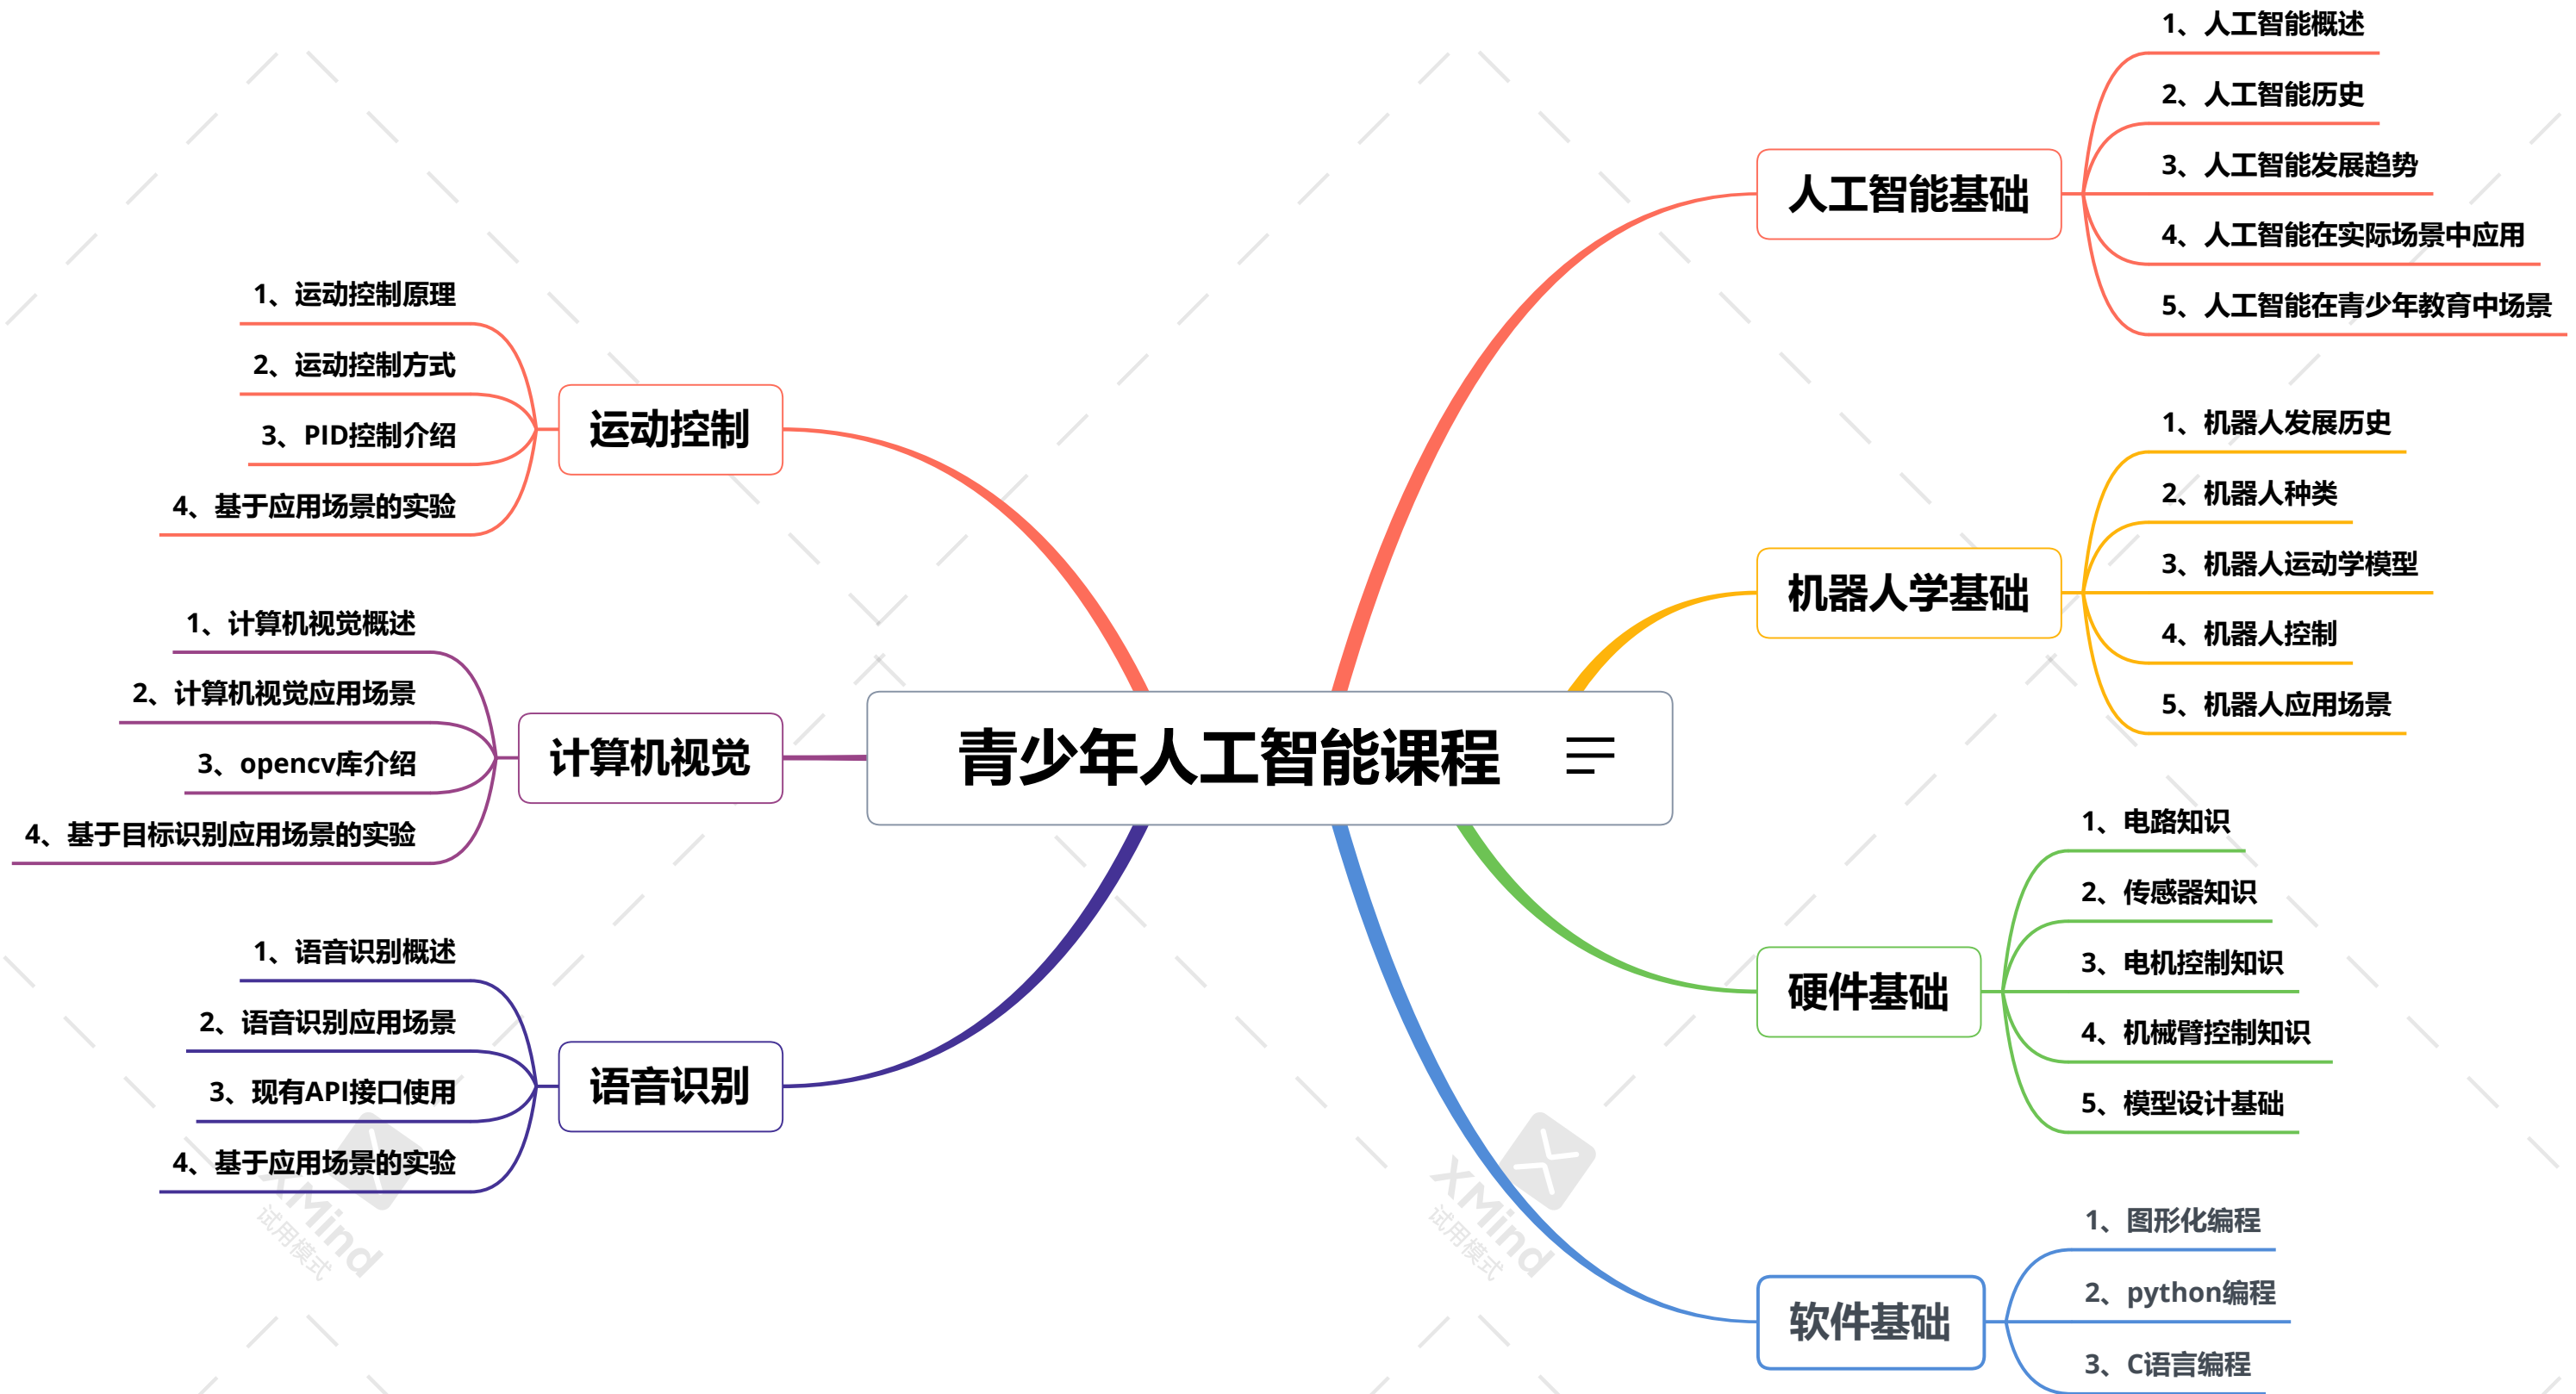 青少年人工智能课程
人工智能基础
1、人工智能概述
2、人工智能历史
3、人工智能发展趋势
4、人工智能在实际场景中应用
5、人工智能在青少年教育中场景
机器人学基础
1、机器人发展历史
2、机器人种类
3、机器人运动学模型
4、机器人控制
5、机器人应用场景
硬件基础
1、电路知识
2、传感器知识
3、电机控制知识
4、机械臂控制知识
5、模型设计基础
软件基础
1、图形化编程
2、python编程
3、C语言编程
运动控制
1、运动控制原理
2、运动控制方式
3、PID控制介绍
4、基于应用场景的实验
计算机视觉
1、计算机视觉概述
2、计算机视觉应用场景
3、opencv库介绍
4、基于目标识别应用场景的实验
语音识别
1、语音识别概述
2、语音识别应用场景
3、现有API接口使用
4、基于应用场景的实验
XMind
试用模式
XMind
试用模式